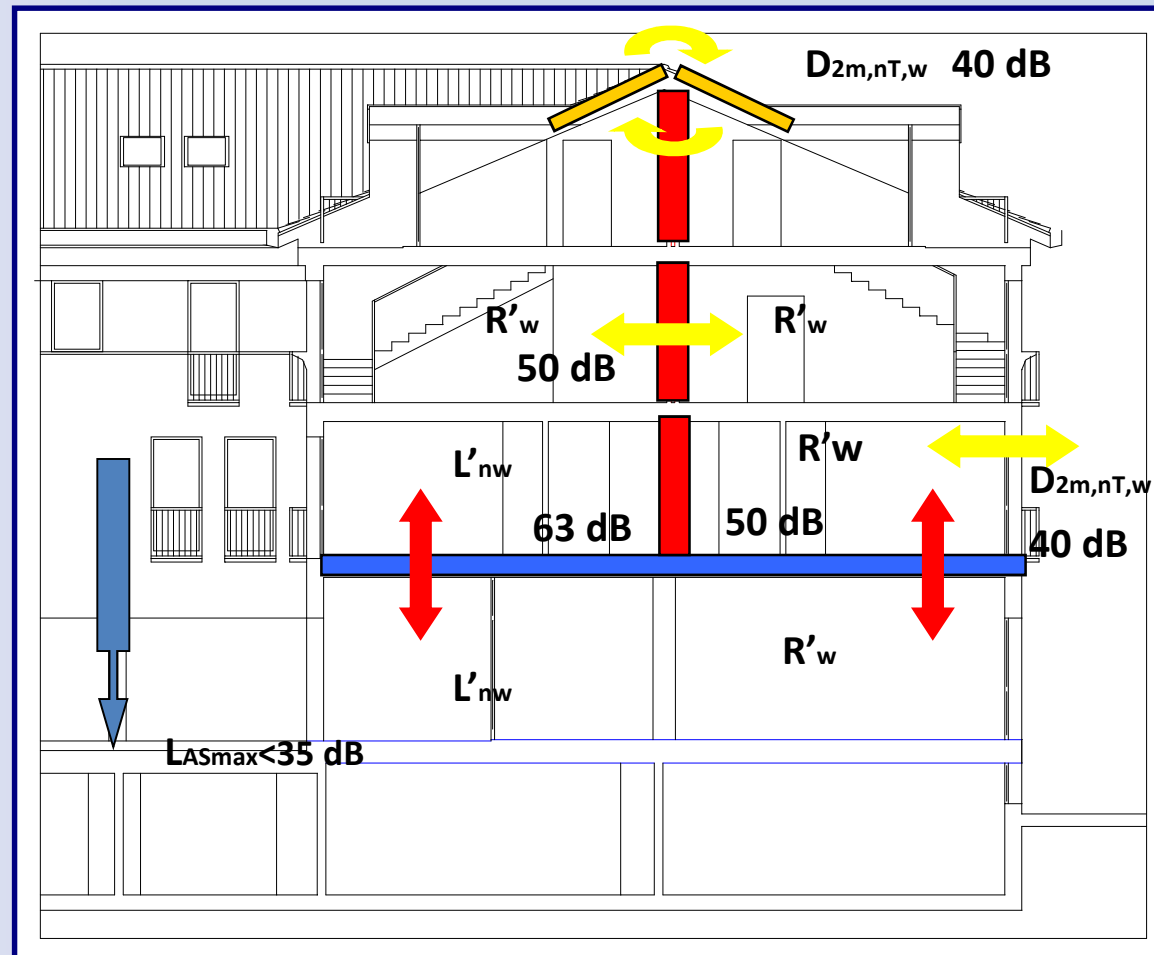 D2m,nT,w 40 dB
R’w R’w
50 dB
R’w
L’nw
D2m,nT,w
63 dB 50 dB
40 dB
R’w
L’nw
LASmax<35 dB